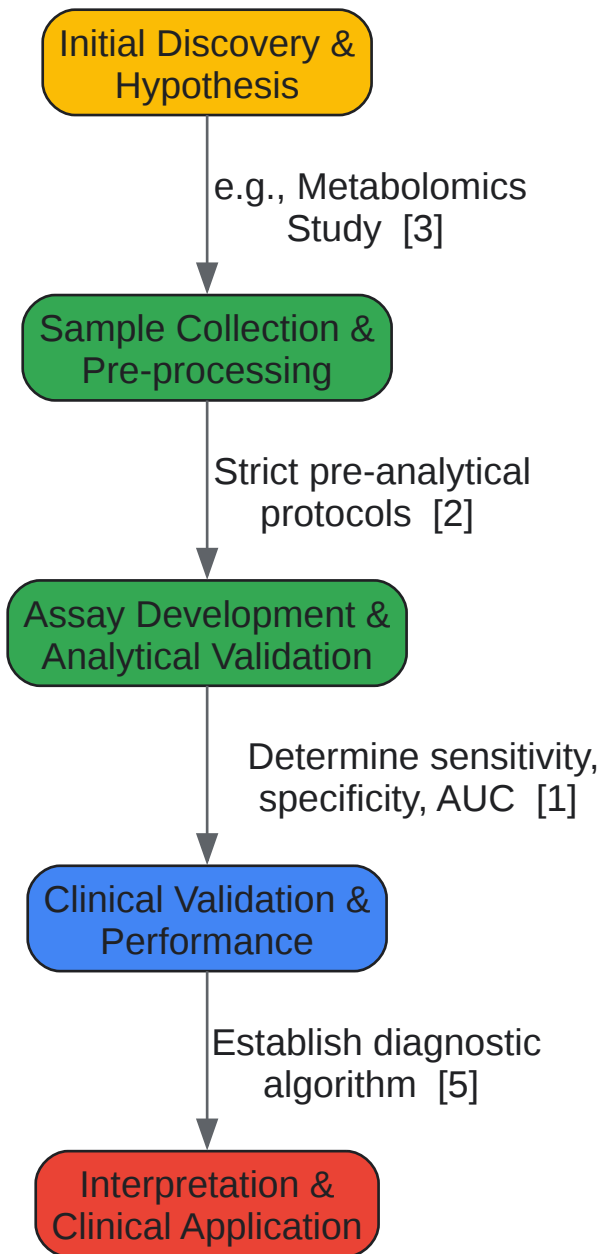 Initial Discovery &
Hypothesis
e.g., Metabolomics
Study  [3]
Sample Collection &
Pre-processing
Strict pre-analytical
protocols  [2]
Assay Development &
Analytical Validation
Determine sensitivity,
specificity, AUC  [1]
Clinical Validation &
Performance
Establish diagnostic
algorithm  [5]
Interpretation &
Clinical Application